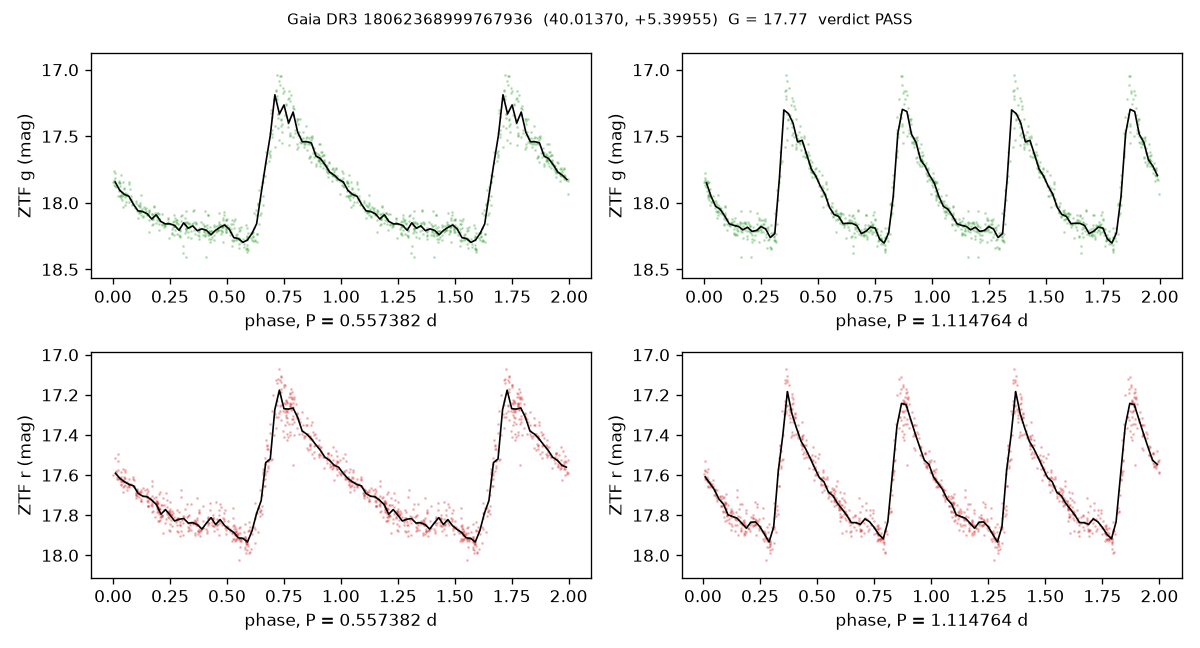 Gaia DR3 18062368999767936 (40.01370, +5.39955) G = 17.77 verdict PASS
ZTF g (mag)
17.0
17.5
18.0
18.5
0.00 0.25 0.50 0.75 1.00 1.25 1.50 1.75 2.00
phase, P = 0.557382 d
ZTF g (mag)
17.0
17.5
18.0
18.5
0.00 0.25 0.50 0.75 1.00 1.25 1.50 1.75 2.00
phase, P = 1.114764 d
ZTF r (mag)
17.0
17.2
17.4
17.6
17.8
18.0
0.00 0.25 0.50 0.75 1.00 1.25 1.50 1.75 2.00
phase, P = 0.557382 d
ZTF r (mag)
17.0
17.2
17.4
17.6
17.8
18.0
0.00 0.25 0.50 0.75 1.00 1.25 1.50 1.75 2.00
phase, P = 1.114764 d